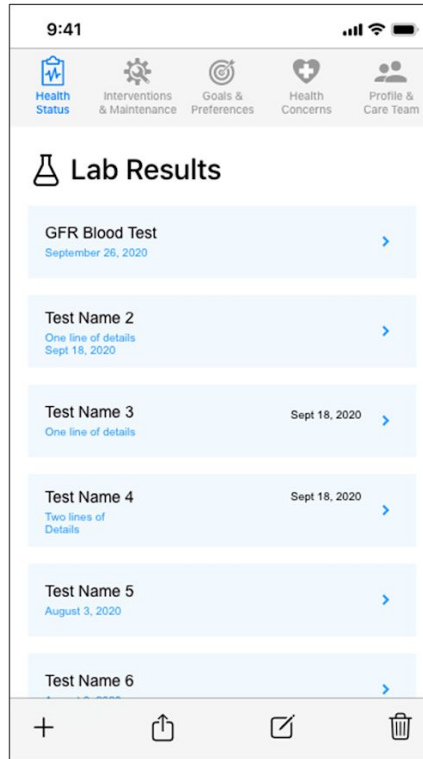 9:41
Health
Status
Interventions
& Maintenance
Goals &
Preferences
Health
Concerns
Profile &
Care Team
Lab Results
GFR Blood Test
September 26, 2020
Test Name 2
One line of details
Sept 18, 2020
Test Name 3
Sept 18, 2020
One line of details
Test Name 4
Sept 18, 2020
Two lines of
Details
Test Name 5
August 3, 2020
Test Name 6